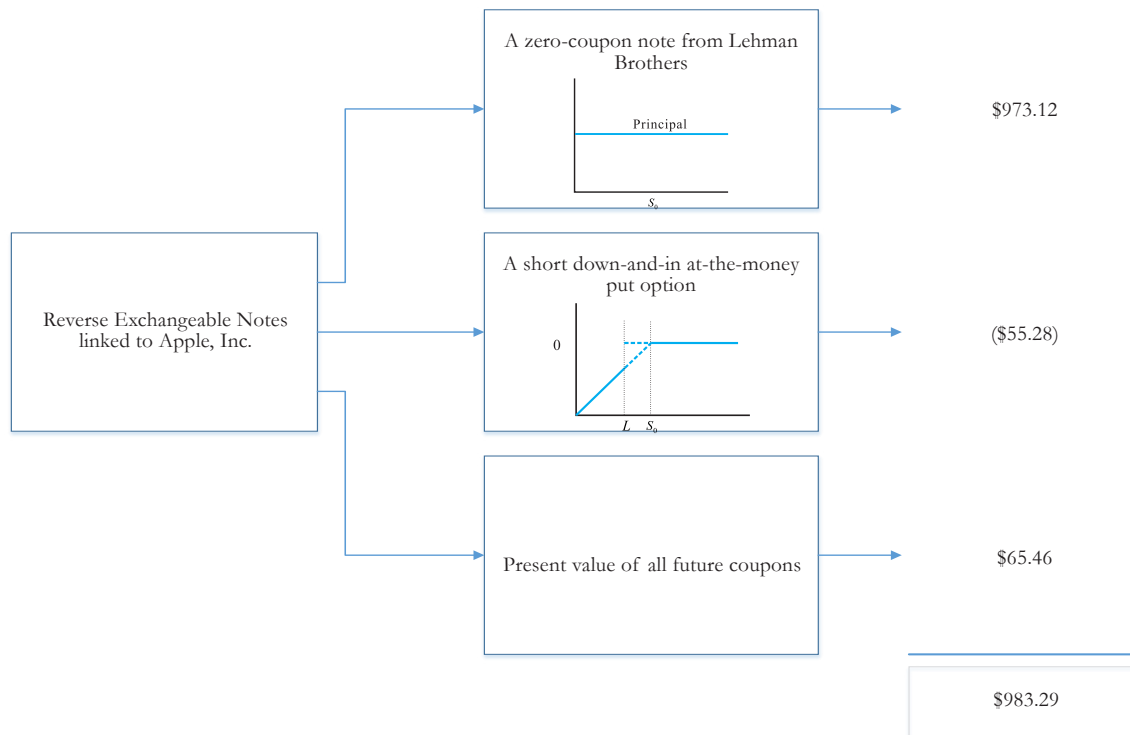 A zero-coupon note from Lehman
Brothers
Principal
S₀
$973.12
Reverse Exchangeable Notes
linked to Apple, Inc.
A short down-and-in at-the-money
put option
0
L S₀
($55.28)
Present value of all future coupons
$65.46
$983.29